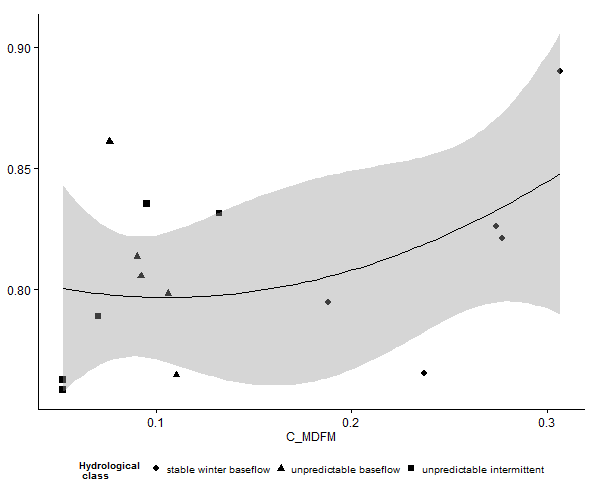 0.90
0.85
0.80
0.1 0.2 0.3
C_MDFM
Hydrological
class
stable winter baseflow unpredictable baseflow unpredictable intermittent